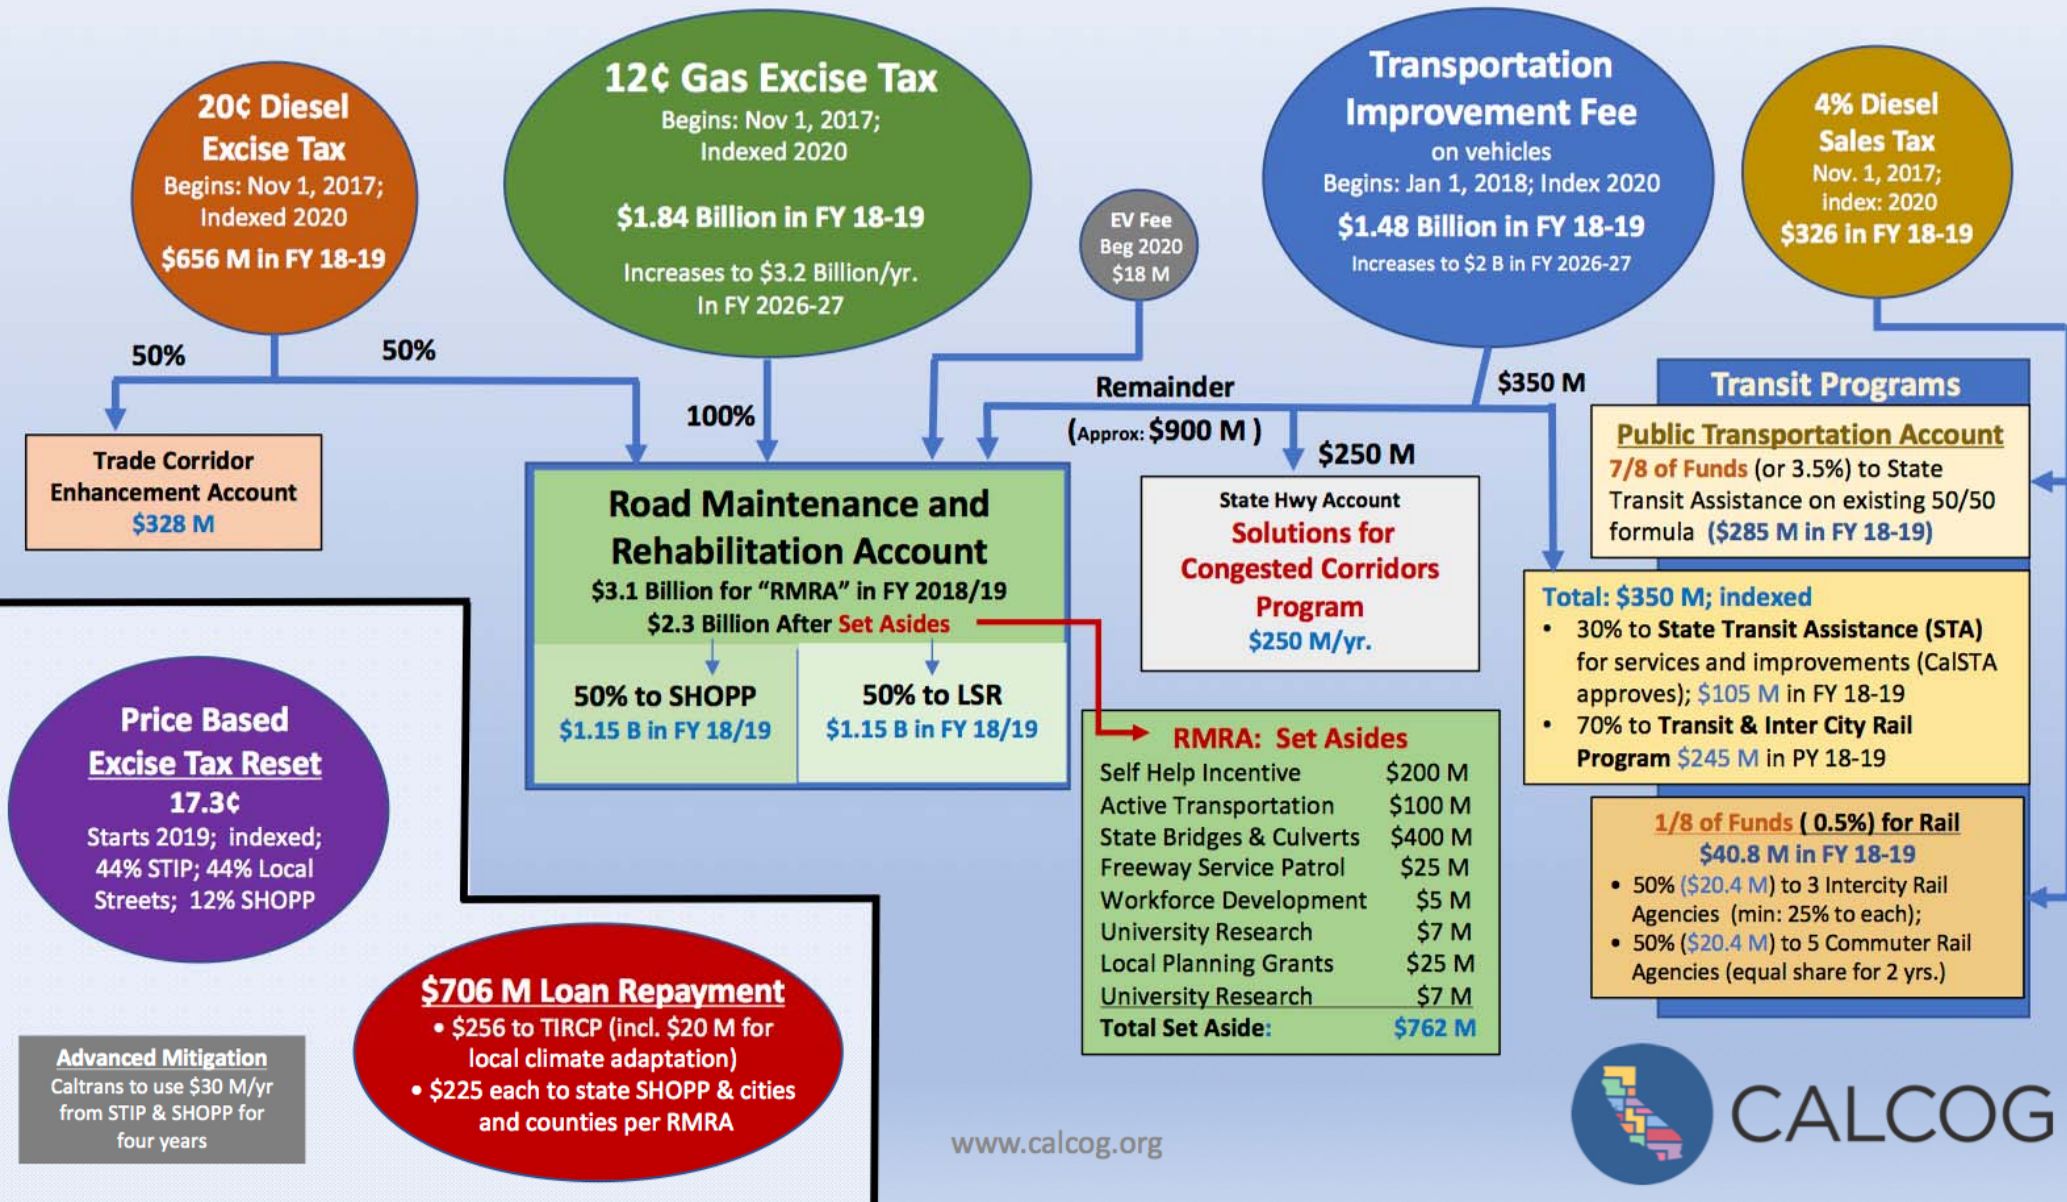 20¢ Diesel
Excise Tax
Begins: Nov 1, 2017;
Indexed 2020
$656 M in FY 18-19
12¢ Gas Excise Tax
Begins: Nov 1, 2017;
Indexed 2020
$1.84 Billion in FY 18-19
Increases to $3.2 Billion/yr.
In FY 2026-27
EV Fee
Beg 2020
$18 M
Transportation
Improvement Fee
on vehicles
Begins: Jan 1, 2018; Index 2020
$1.48 Billion in FY 18-19
Increases to $2 B in FY 2026-27
4% Diesel
Sales Tax
Nov. 1, 2017;
index: 2020
$326 in FY 18-19
50%
50%
100%
Remainder
(Approx: $900 M )
$250 M
$350 M
Trade Corridor
Enhancement Account
$328 M
Road Maintenance and
Rehabilitation Account
$3.1 Billion for “RMRA” in FY 2018/19
$2.3 Billion After Set Asides
50% to SHOPP
$1.15 B in FY 18/19
50% to LSR
$1.15 B in FY 18/19
State Hwy Account
Solutions for
Congested Corridors
Program
$250 M/yr.
Transit Programs
Public Transportation Account
7/8 of Funds (or 3.5%) to State
Transit Assistance on existing 50/50
formula ($285 M in FY 18-19)
Total: $350 M; indexed
• 30% to State Transit Assistance (STA)
for services and improvements (CalSTA
approves); $105 M in FY 18-19
• 70% to Transit & Inter City Rail
Program $245 M in PY 18-19
1/8 of Funds ( 0.5%) for Rail
$40.8 M in FY 18-19
• 50% ($20.4 M) to 3 Intercity Rail
Agencies (min: 25% to each);
• 50% ($20.4 M) to 5 Commuter Rail
Agencies (equal share for 2 yrs.)
RMRA: Set Asides
Self Help Incentive $200 M
Active Transportation $100 M
State Bridges & Culverts $400 M
Freeway Service Patrol $25 M
Workforce Development $5 M
University Research $7 M
Local Planning Grants $25 M
University Research $7 M
Total Set Aside: $762 M
Price Based
Excise Tax Reset
17.3¢
Starts 2019; indexed;
44% STIP; 44% Local
Streets; 12% SHOPP
$706 M Loan Repayment
• $256 to TIRCP (incl. $20 M for
local climate adaptation)
• $225 each to state SHOPP & cities
and counties per RMRA
Advanced Mitigation
Caltrans to use $30 M/yr
from STIP & SHOPP for
four years
www.calcog.org
CALCOG